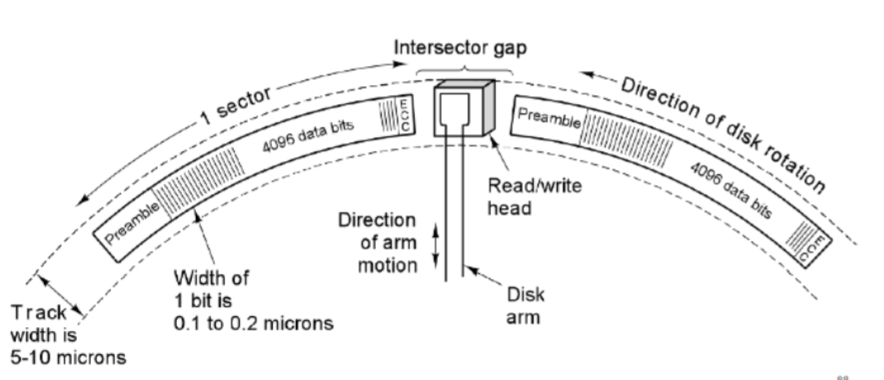 Intersector gap
1 sector
Direction of disk rotation
Preamble
4096 data bits
ECC
Preamble
4096 data bits
ECC
Read/write
head
Direction
of arm
motion
Width of
1 bit is
0.1 to 0.2 microns
Disk
arm
Track
width is
5-10 microns